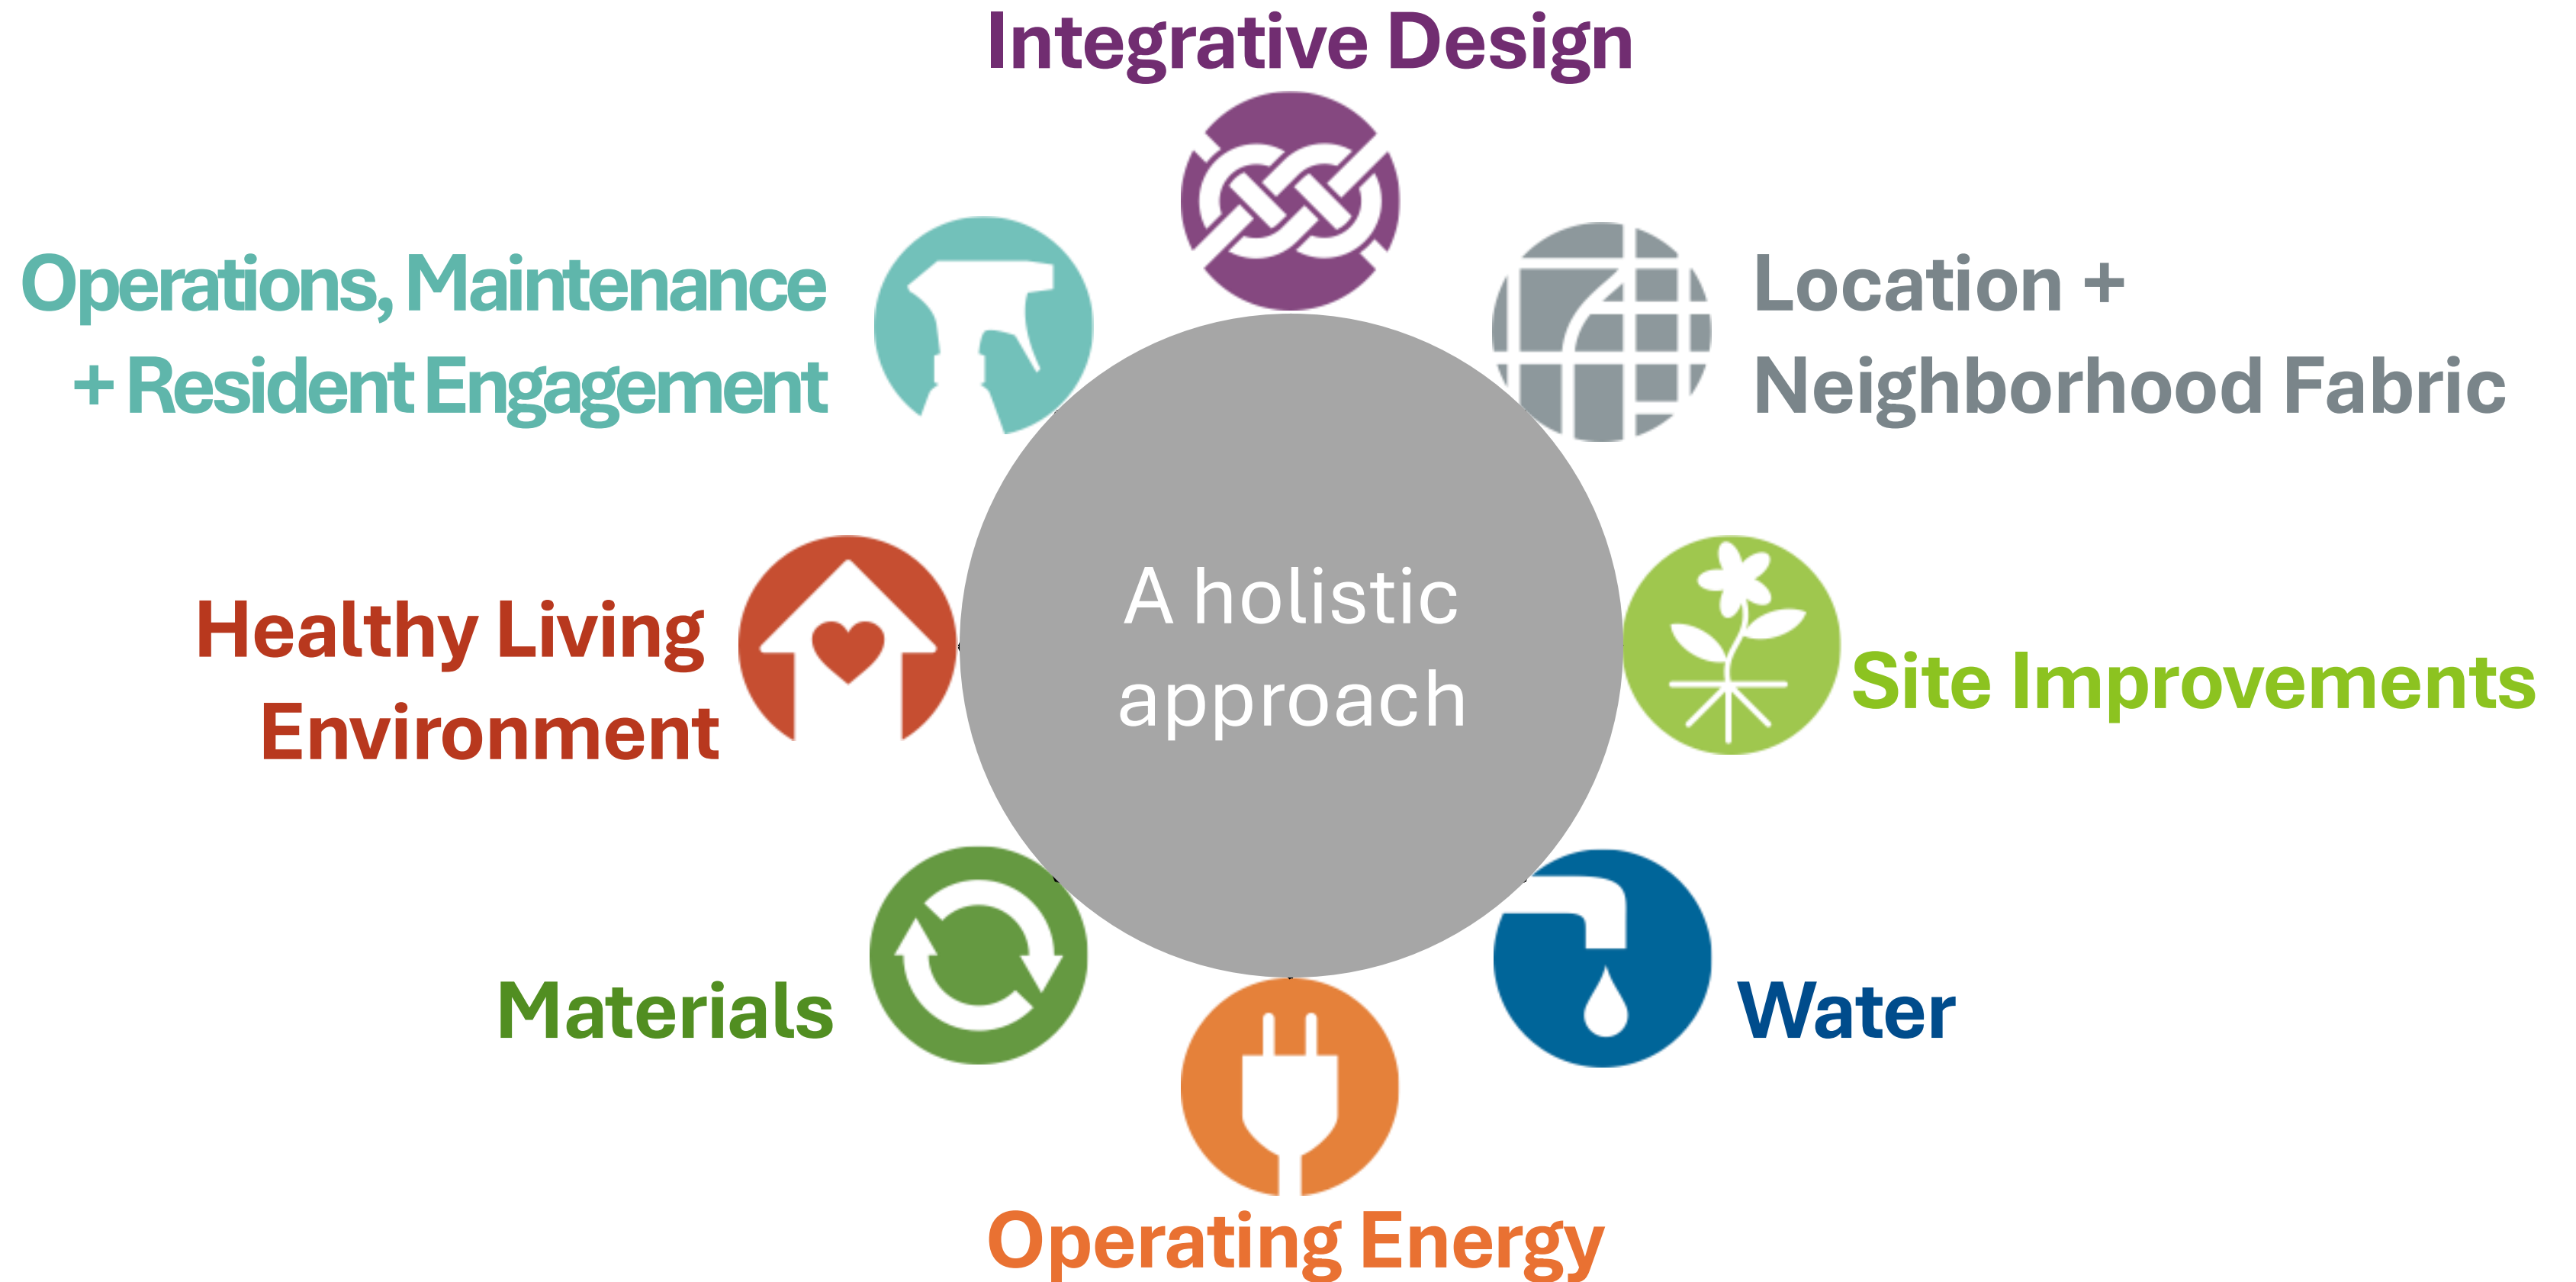 Integrative Design
Operations, Maintenance
+ Resident Engagement
Location +
Neighborhood Fabric
Healthy Living
Environment
A holistic
approach
Site Improvements
Materials
Water
Operating Energy